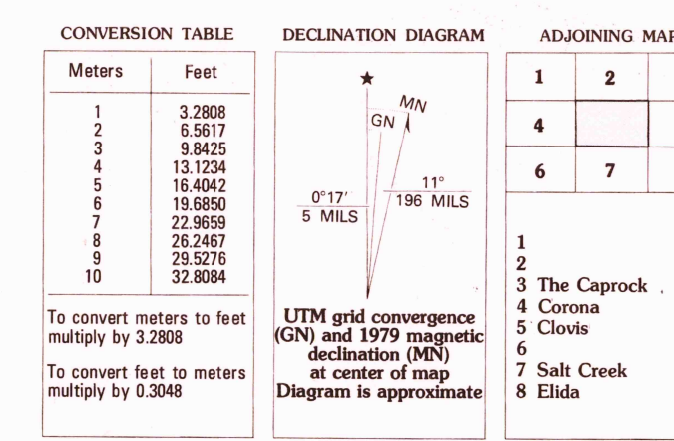 CONVERSION TABLE
Meters Feet
1 3.2808
2 6.5617
3 9.8425
4 13.1234
5 16.4042
6 19.6850
7 22.9659
8 26.2467
9 29.5276
10 32.8084
To convert meters to feet
multiply by 3.2808
To convert feet to meters
multiply by 0.3048
DECLINATION DIAGRAM
MN
GN
0°17′
5 MILS
11°
196 MILS
UTM grid convergence
(GN) and 1979 magnetic
declination (MN)
at center of map
Diagram is approximate
ADJOINING MAP
1 2
4
6 7
1
2
3 The Caprock
4 Corona
5 Clovis
6
7 Salt Creek
8 Elida